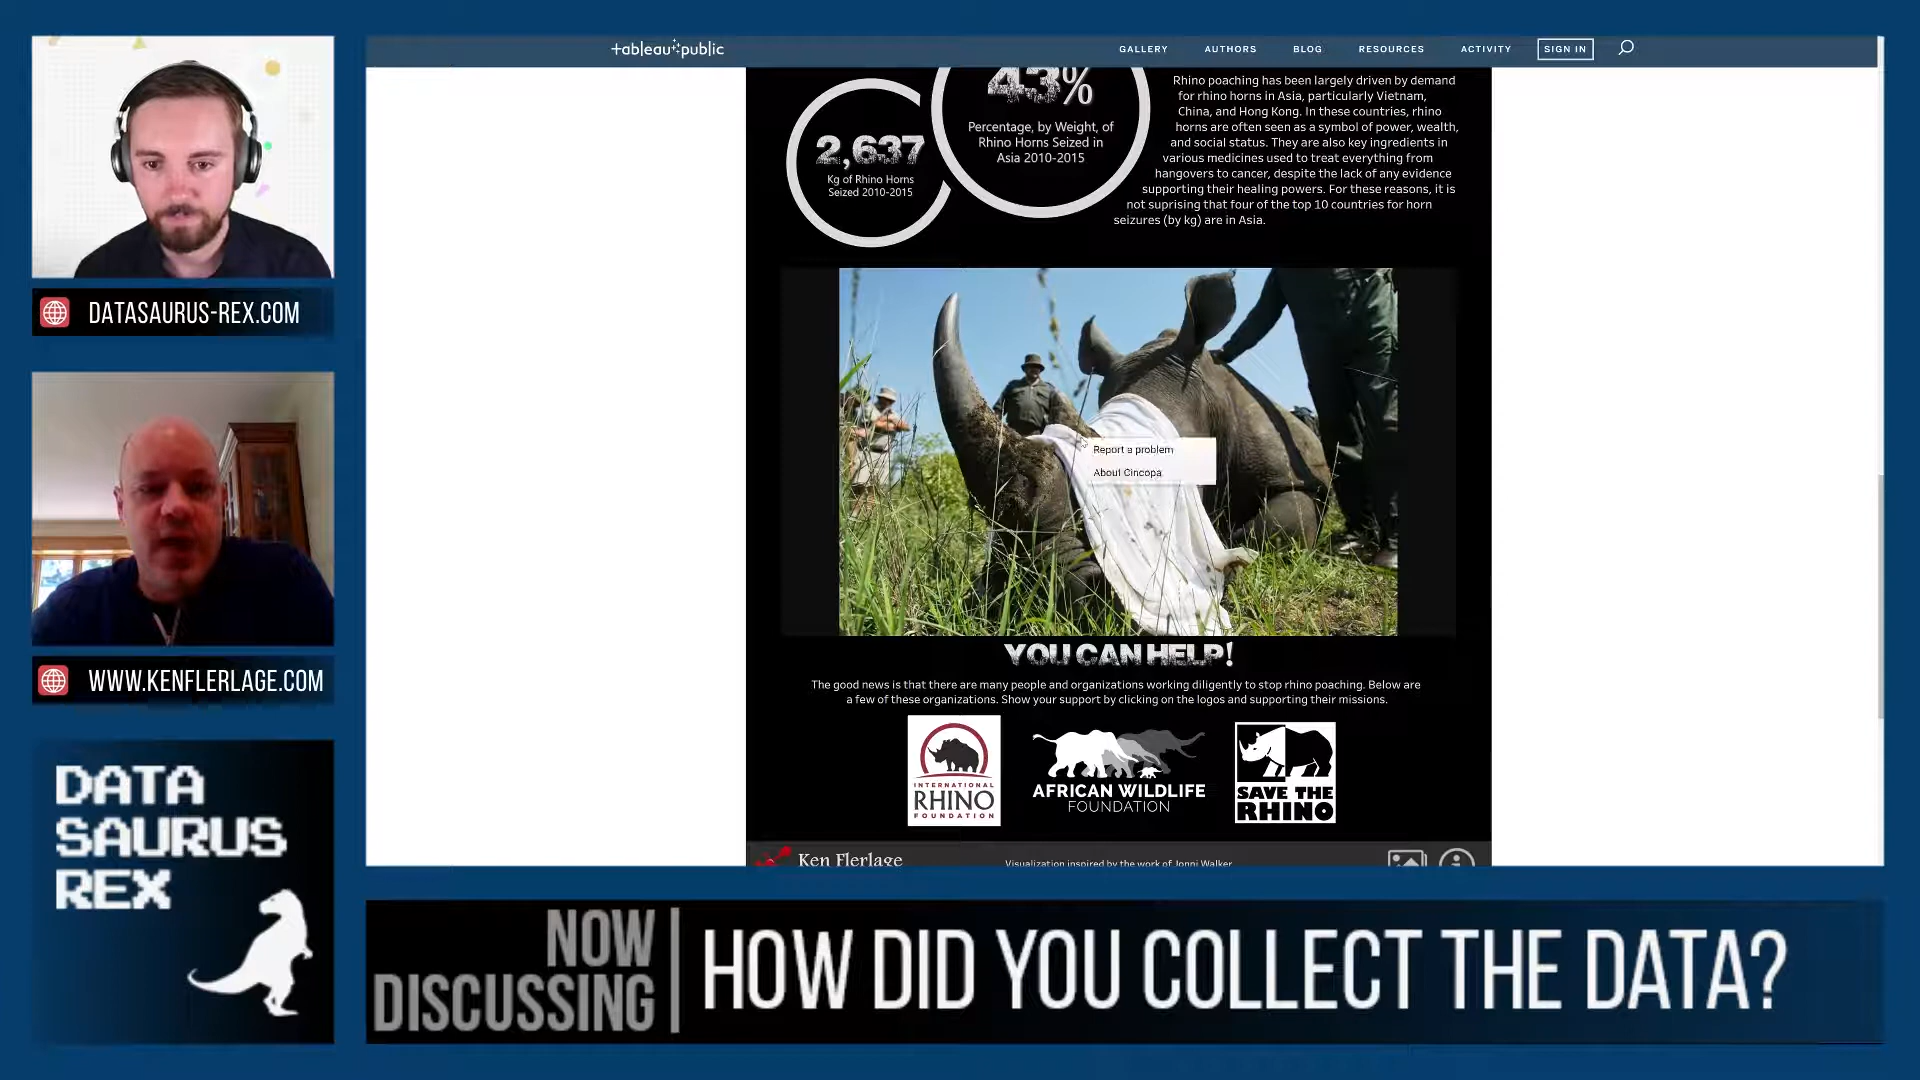 +ableau public
GALLERY AUTHORS BLOG RESOURCES ACTIVITY SIGN IN
43%
Percentage, by Weight, of
Rhino Horns Seized in
Asia 2010-2015
2,637
Kg of Rhino Horns
Seized 2010-2015
Rhino poaching has been largely driven by demand
for rhino horns in Asia, particularly Vietnam,
China, and Hong Kong. In these countries, rhino
horns are often seen as a symbol of power, wealth,
and social status. They are also key ingredients in
various medicines used to treat everything from
hangovers to cancer, despite the lack of any evidence
supporting their healing powers. For these reasons, it is
not suprising that four of the top 10 countries for horn
seizures (by kg) are in Asia.
Report a problem
About Cincopa
YOU CAN HELP!
The good news is that there are many people and organizations working diligently to stop rhino poaching. Below are
a few of these organizations. Show your support by clicking on the logos and supporting their missions.
INTERNATIONAL
RHINO
FOUNDATION
AFRICAN WILDLIFE
FOUNDATION
SAVE THE
RHINO
Ken Flerlage
Visualization inspired by the work of Jonni Walker
DATASAURUS-REX.COM
WWW.KENFLERLAGE.COM
DATA
SAURUS
REX
NOW
DISCUSSING
HOW DID YOU COLLECT THE DATA?